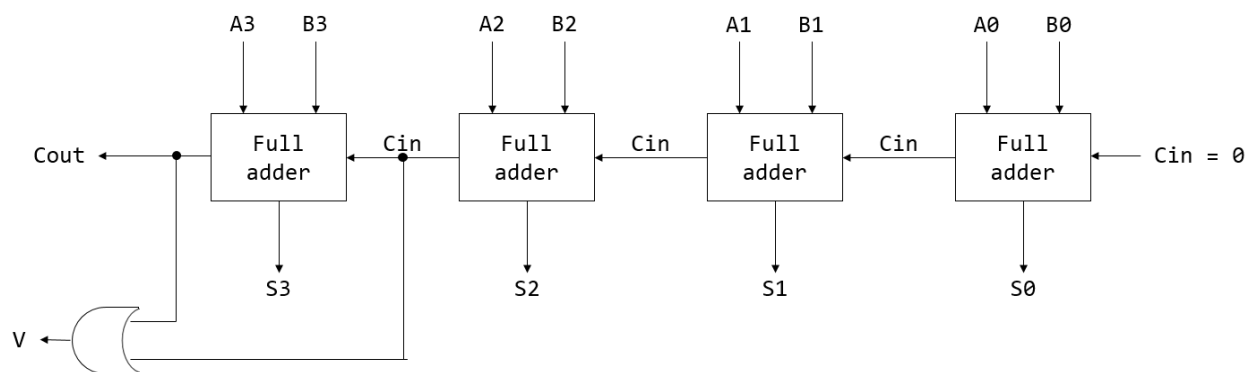 A3 B3 A2 B2 A1 B1 A0 B0
Cout Full adder Cin Full adder Cin Full adder Cin Full adder Cin = 0
S3 S2 S1 S0
V